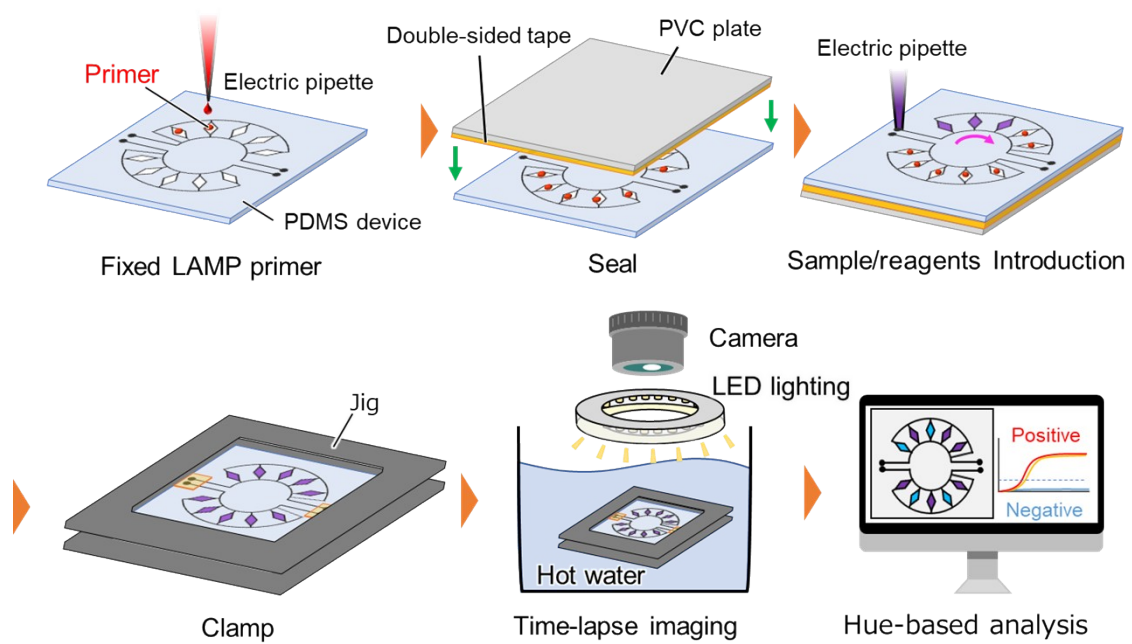 Primer
Electric pipette
PDMS device
Fixed LAMP primer
Double-sided tape
PVC plate
Seal
Electric pipette
Sample/reagents Introduction
Jig
Clamp
Camera
LED lighting
Hot water
Time-lapse imaging
Positive
Negative
Hue-based analysis